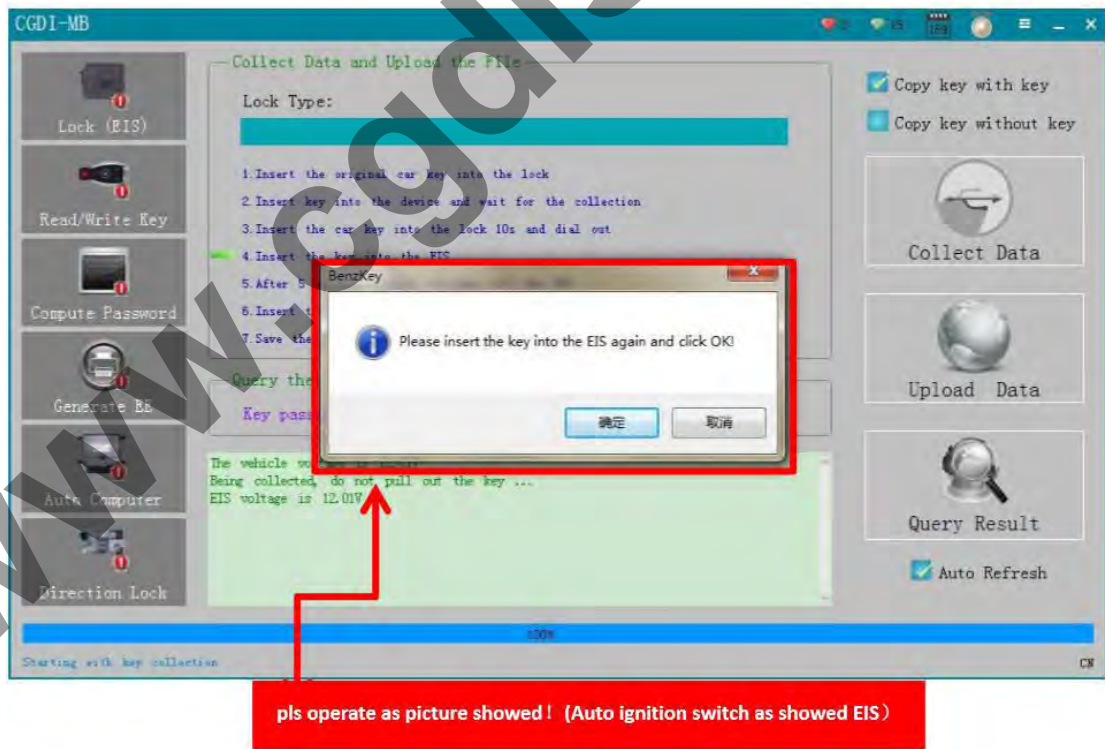 CGDI-MB
Collect Data and Upload the File
Lock Type:
Copy key with key
Copy key without key
Lock (EIS)
1.Insert the original car key into the lock
2.Insert key into the device and wait for the collection
3.Insert the car key into the lock 10s and dial out
4.Insert the key into the EIS
5.After S
6.Insert
7.Save the
Read/Write Key
Compute Password
Generate EE
Auto Computer
Direction Lock
BenzKey
Please insert the key into the EIS again and click OK!
确定
取消
Query the
Key pass
The vehicle
Being collected, do not pull out the key ...
EIS voltage is 12.01V
Collect Data
Upload Data
Query Result
Auto Refresh
100%
Starting with key collection
CN
pls operate as picture showed！ (Auto ignition switch as showed EIS）